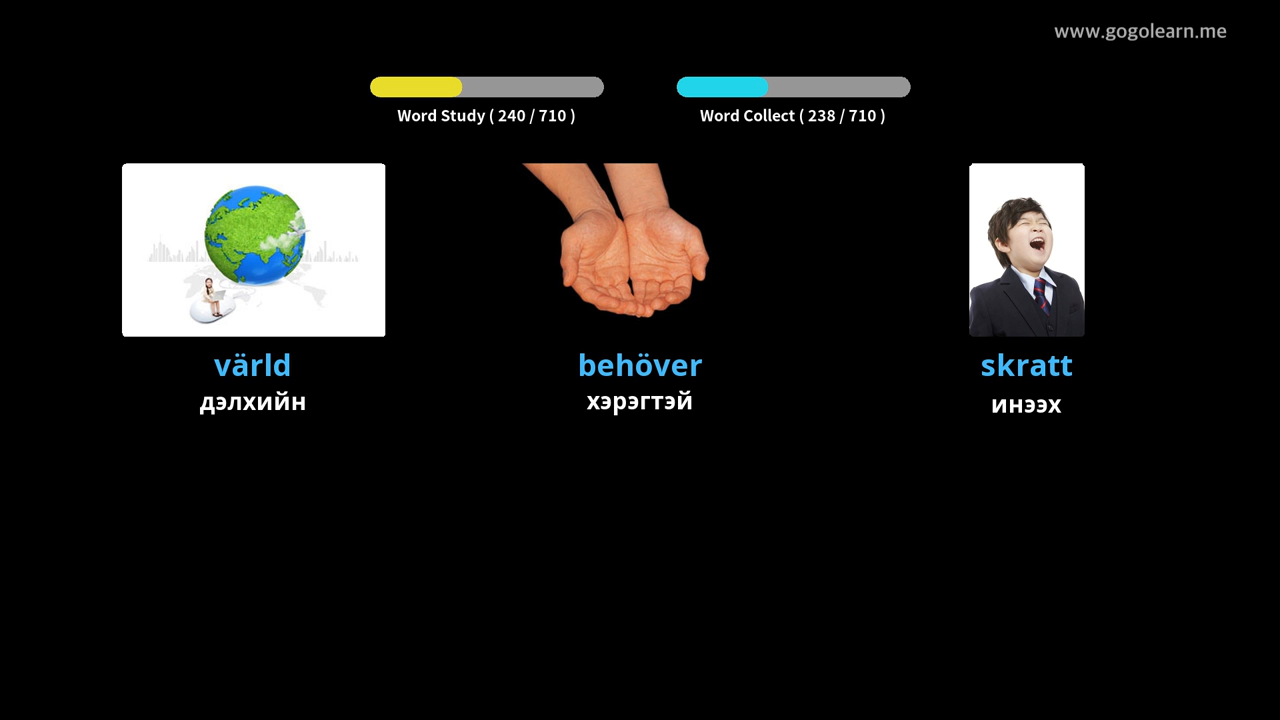 www.gogolearn.me
Word Study ( 240 / 710 )
Word Collect ( 238 / 710 )
värld
дэлхийн
behöver
хэрэгтэй
skratt
инээх